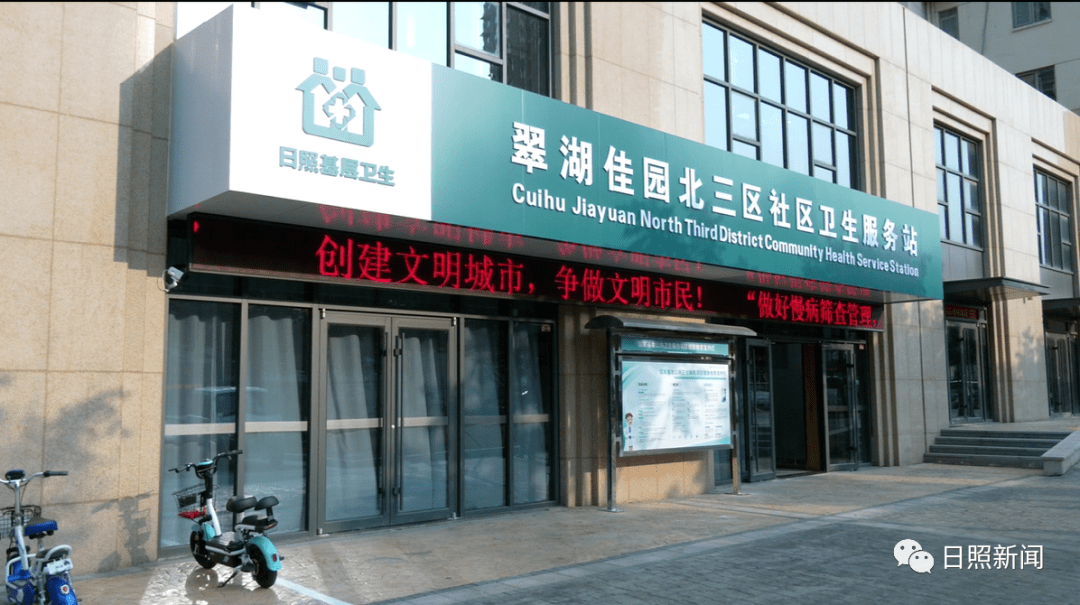 日照基层卫生
翠湖佳园北三区社区卫生服务站
Cuihu Jiayuan North Third District Community Health Service Station
创建文明城市，争做文明市民！ “做好慢病筛查管理，
日照新闻